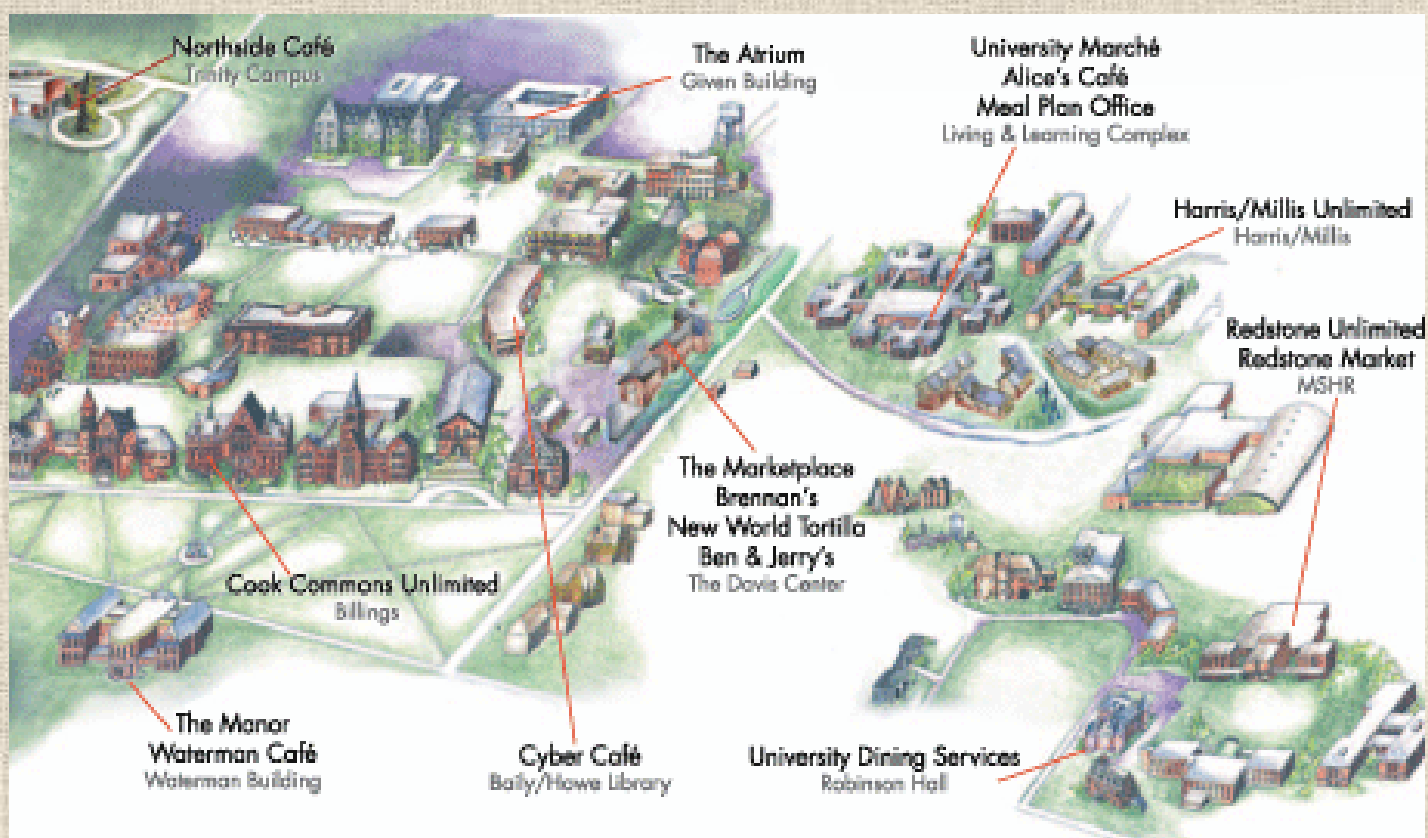 Northside Café
Trinity Campus
The Atrium
Given Building
University Marché
Alice's Café
Meal Plan Office
Living & Learning Complex
Harris/Millis Unlimited
Harris/Millis
Redstone Unlimited
Redstone Market
MSHR
The Marketplace
Brennan's
New World Tortilla
Ben & Jerry's
The Davis Center
Cook Commons Unlimited
Billings
The Manor
Waterman Café
Waterman Building
Cyber Café
Baily/Howe Library
University Dining Services
Robinson Hall